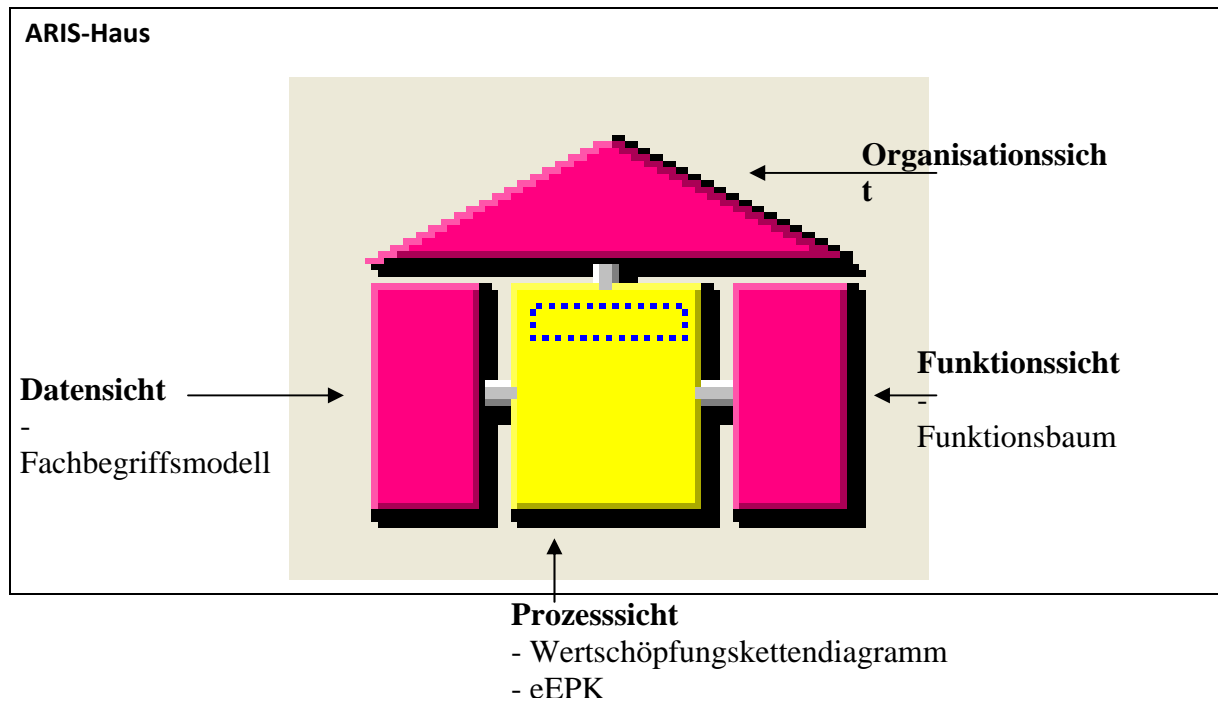 ARIS-Haus
Organisationssich
t
Datensicht
-
Fachbegriffsmodell
Funktionssicht
-
Funktionsbaum
Prozesssicht
- Wertschöpfungskettendiagramm
- eEPK